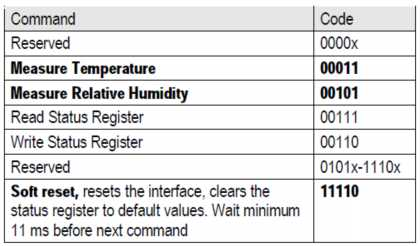 Command Code
Reserved 0000x
Measure Temperature 00011
Measure Relative Humidity 00101
Read Status Register 00111
Write Status Register 00110
Reserved 0101x-1110x
Soft reset, resets the interface, clears the 11110
status register to default values. Wait minimum
11 ms before next command